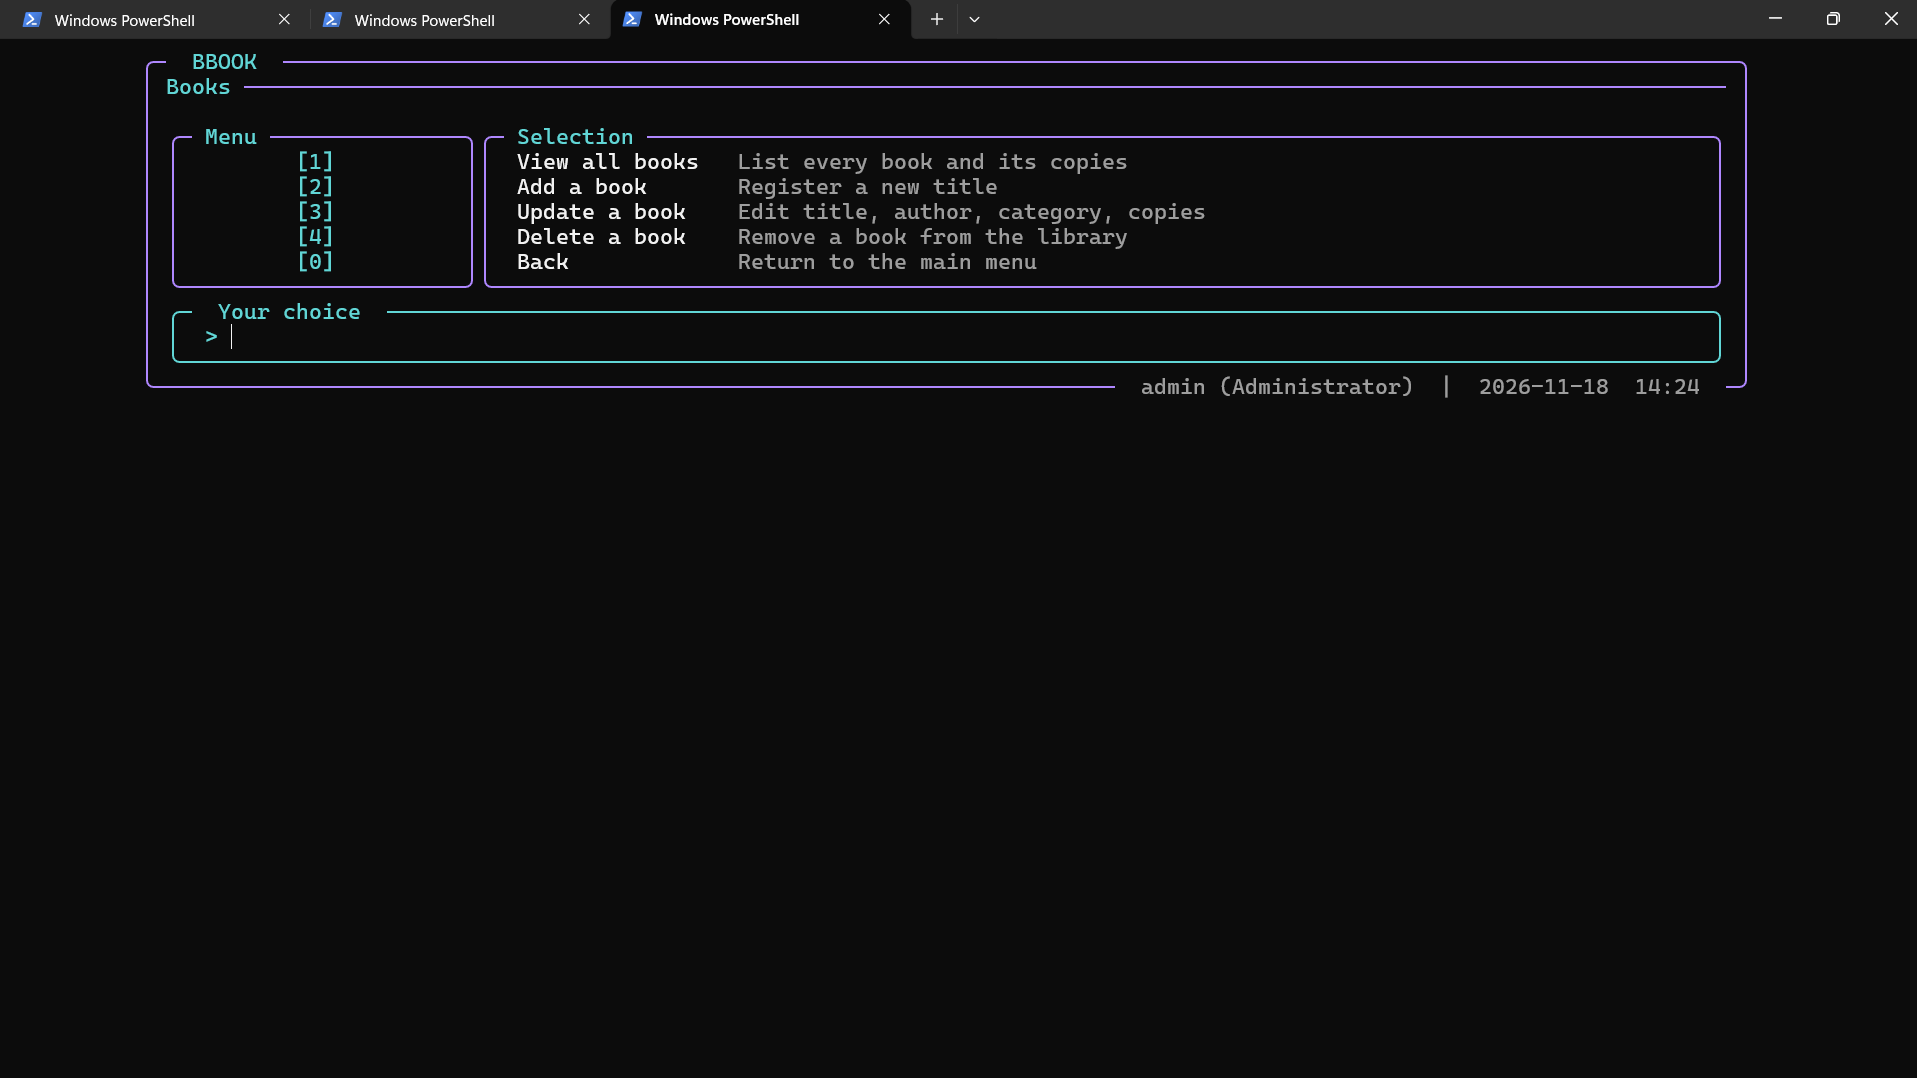 Windows PowerShell Windows PowerShell Windows PowerShell
BBOOK
Books
Menu Selection
[1] View all books List every book and its copies
[2] Add a book Register a new title
[3] Update a book Edit title, author, category, copies
[4] Delete a book Remove a book from the library
[0] Back Return to the main menu
Your choice
>
admin (Administrator) | 2026-11-18 14:24